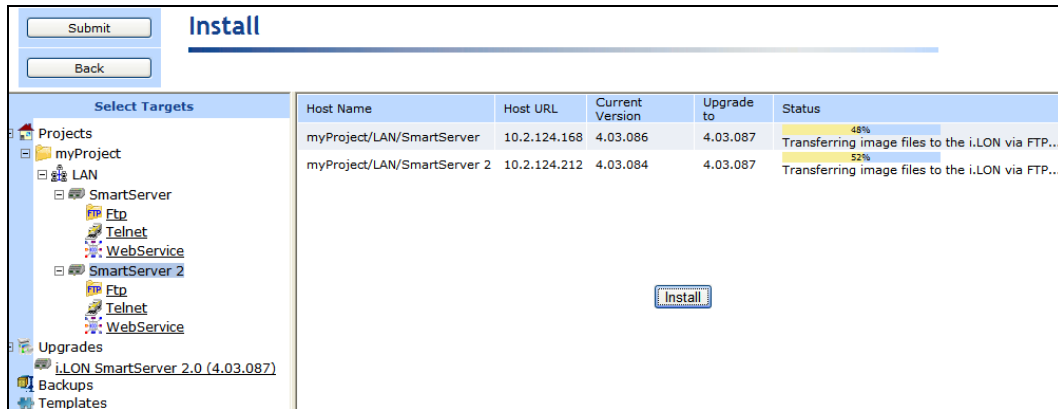 Submit
Install
Back
Select Targets
Projects
myProject
LAN
SmartServer
FTP Ftp
Telnet
WebService
SmartServer 2
FTP Ftp
Telnet
WebService
Upgrades
i.LON SmartServer 2.0 (4.03.087)
Backups
Templates
Host Name Host URL Current Version Upgrade to Status
myProject/LAN/SmartServer 10.2.124.168 4.03.086 4.03.087 48%
Transferring image files to the i.LON via FTP...
myProject/LAN/SmartServer 2 10.2.124.212 4.03.084 4.03.087 52%
Transferring image files to the i.LON via FTP...
Install